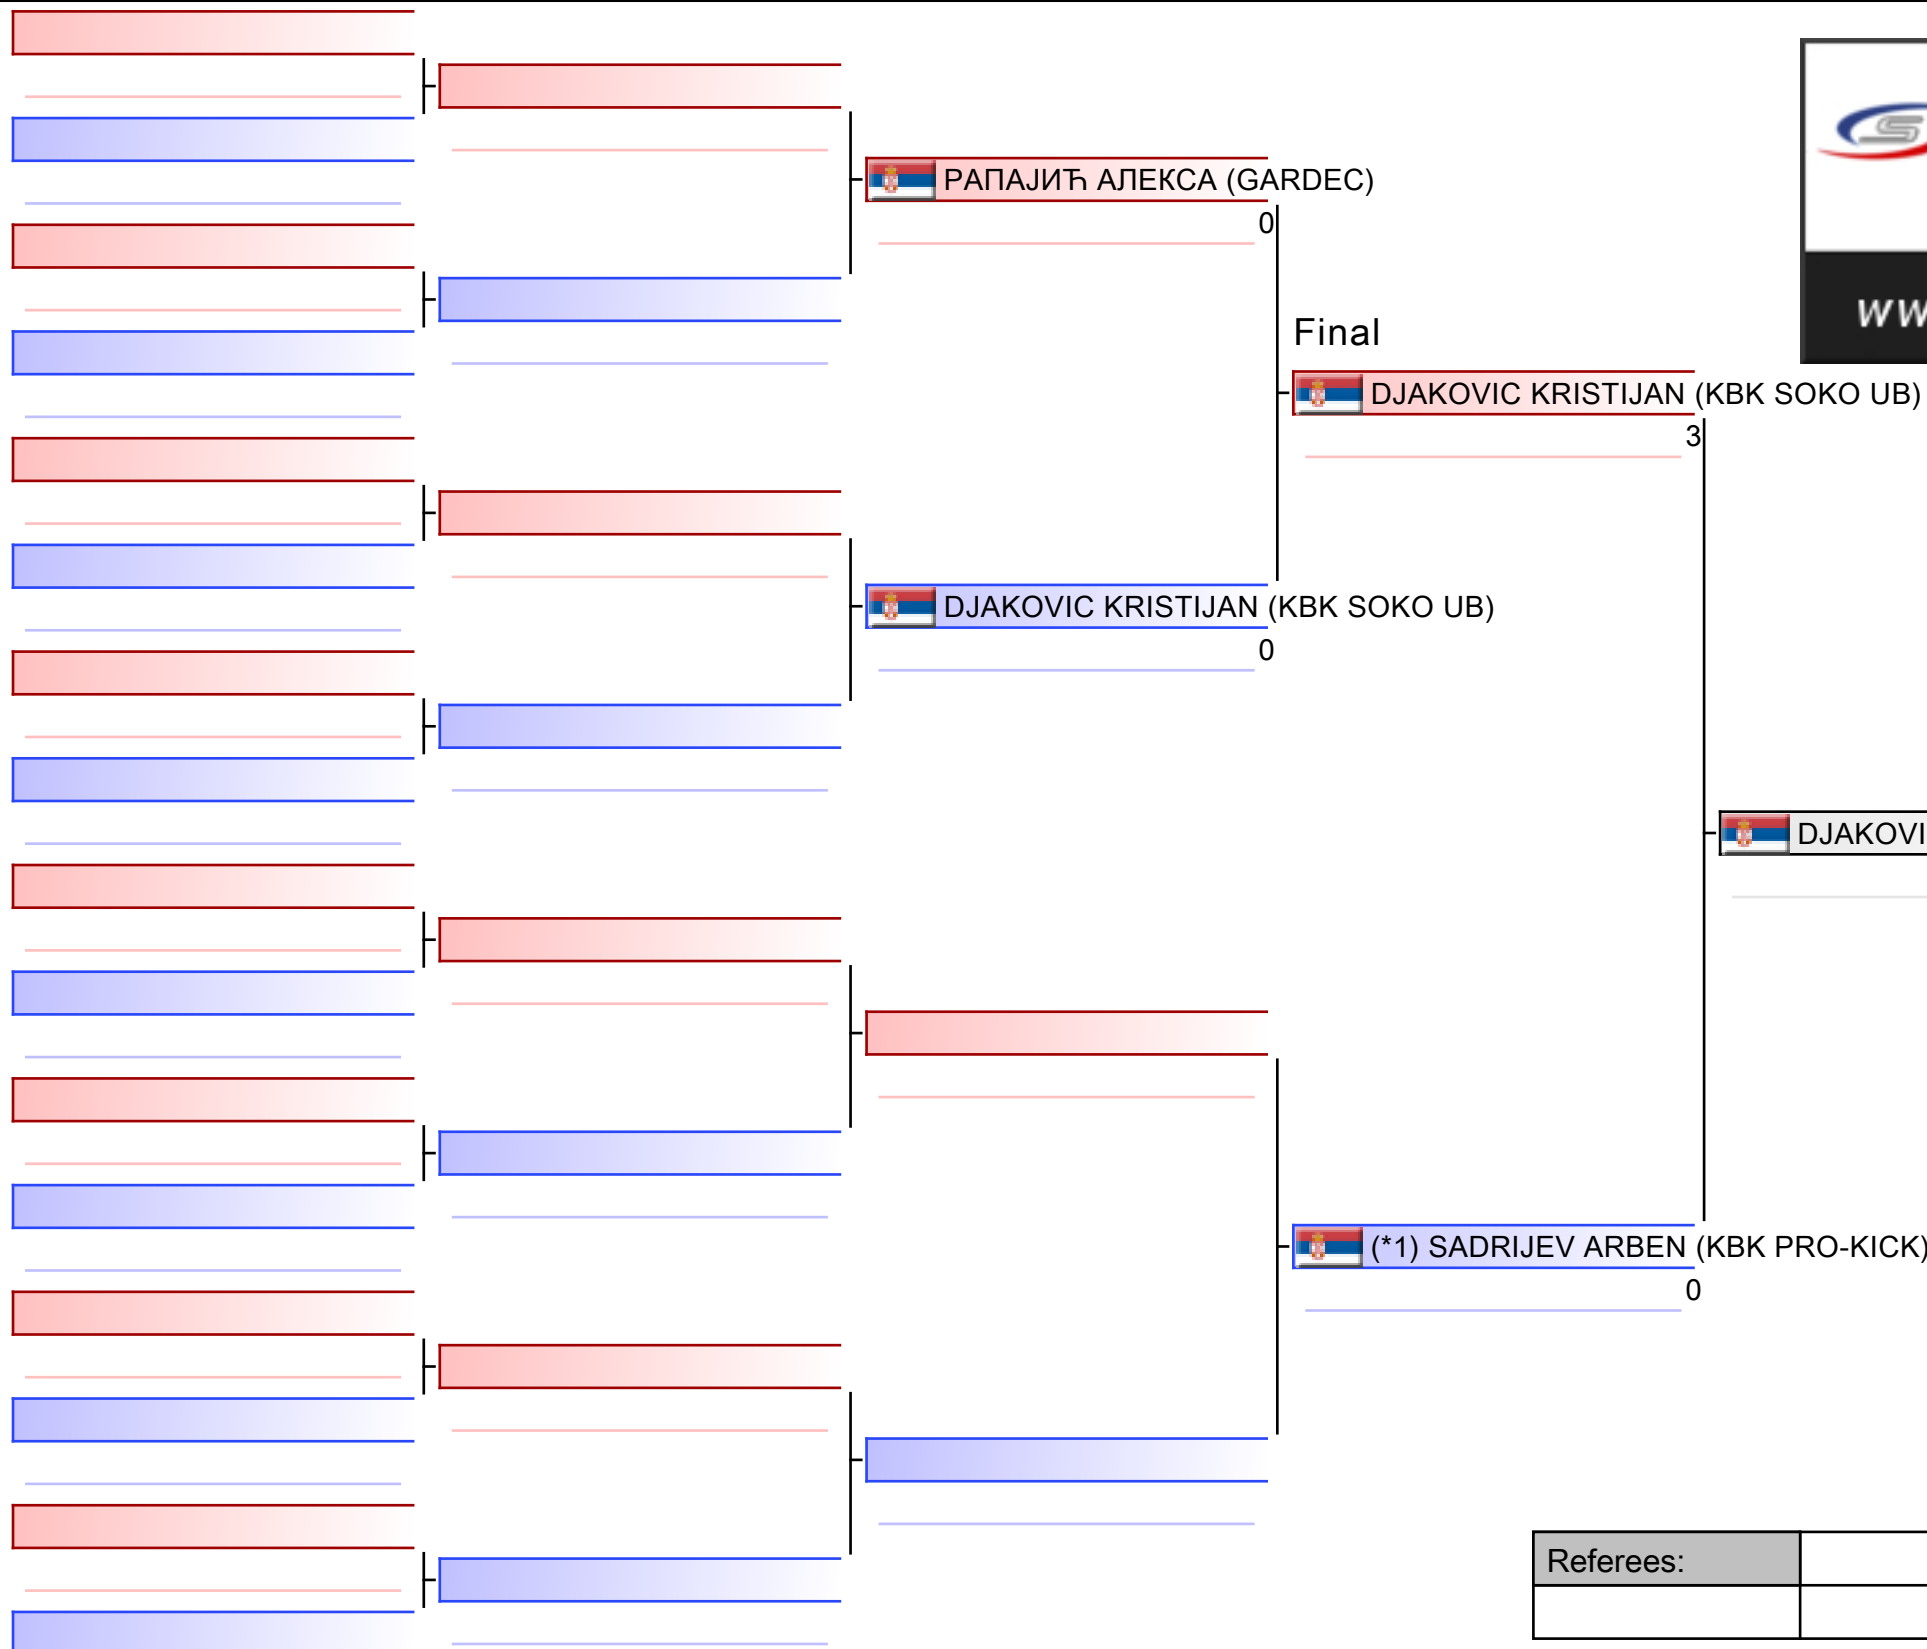 РАПАЈИЋ АЛЕКСА (GARDEC)
0
Final
DJAKOVIC KRISTIJAN (KBK SOKO UB)
3
DJAKOVIC KRISTIJAN (KBK SOKO UB)
0
DJAKOVI
(*1) SADRIJEV ARBEN (KBK PRO-KICK)
0
Referees: